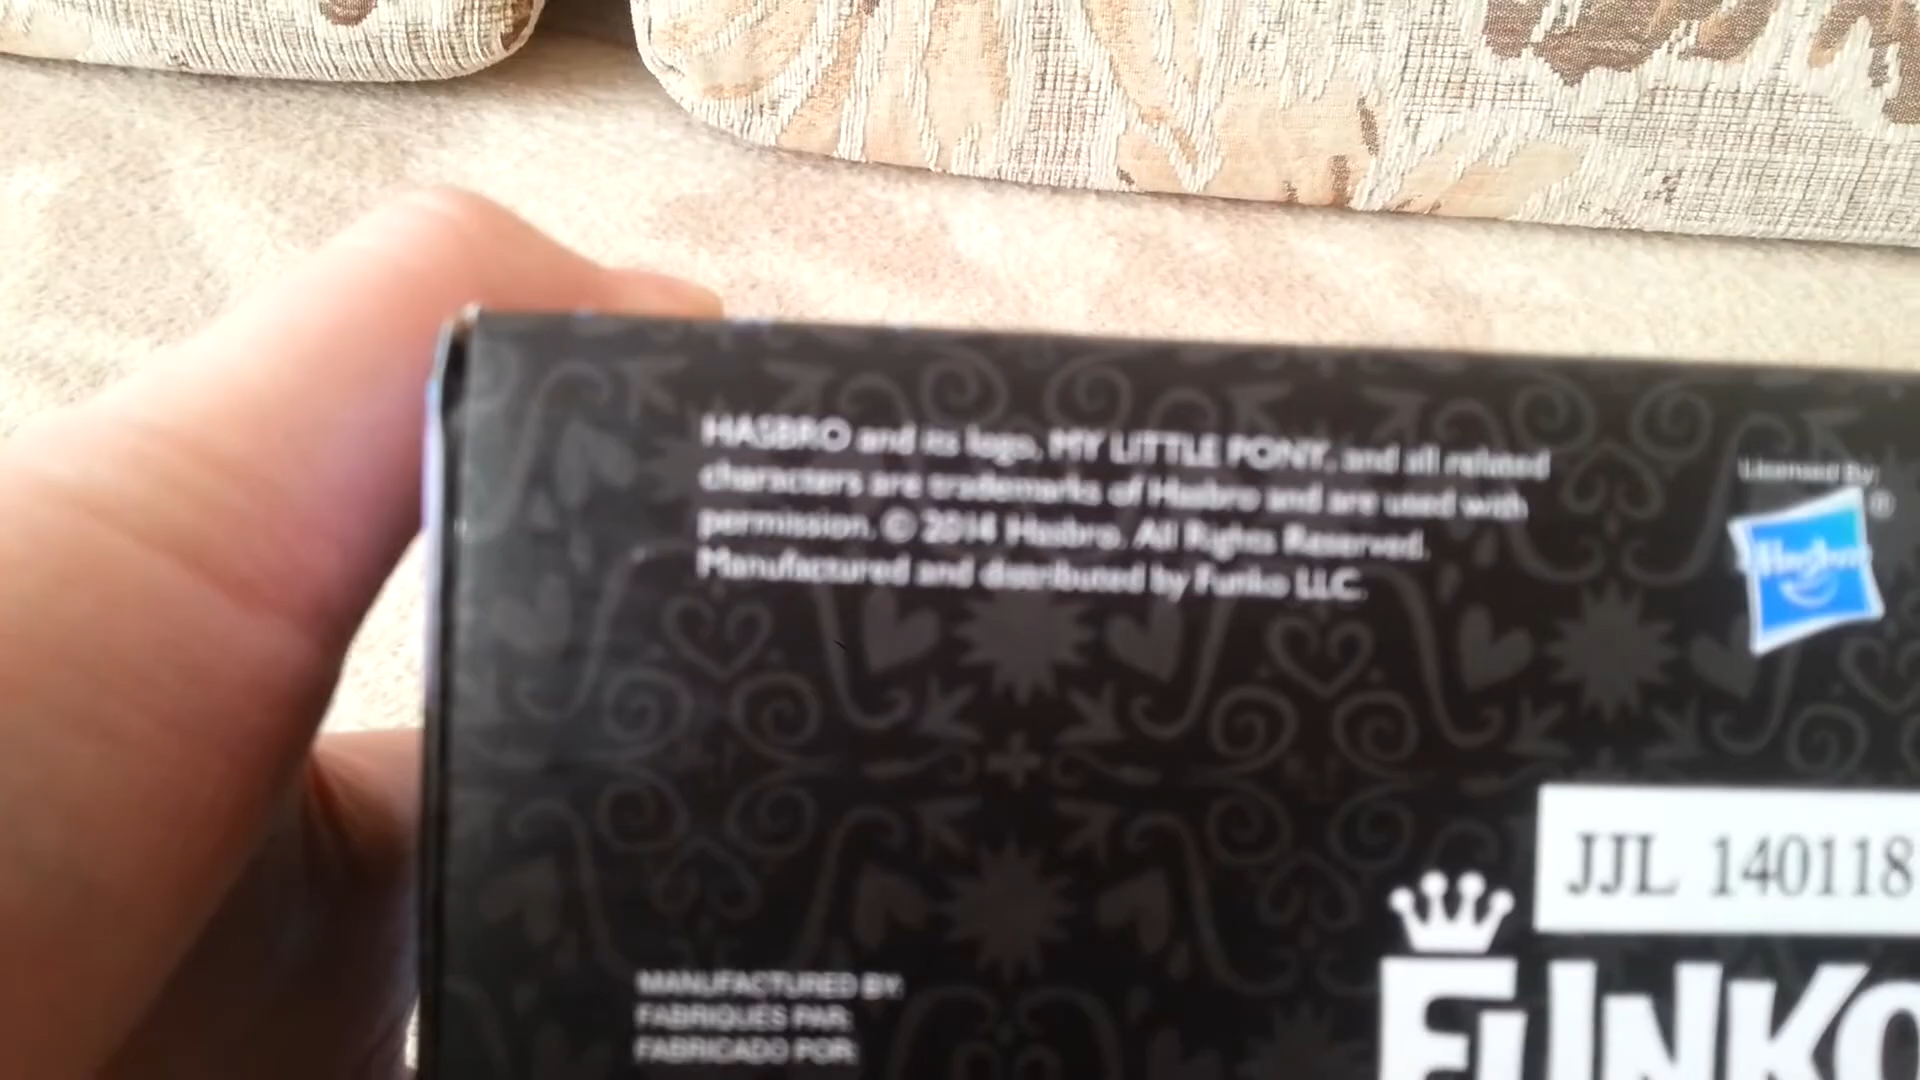 HASBRO and its logo, MY LITTLE PONY, and all related
characters are trademarks of Hasbro and are used with
permission. © 2014 Hasbro. All Rights Reserved.
Manufactured and distributed by Funko LLC.
Licensed By:
Hasbro
®
JJL 140118
FUNKO
MANUFACTURED BY:
FABRIQUÉS PAR:
FABRICADO POR: